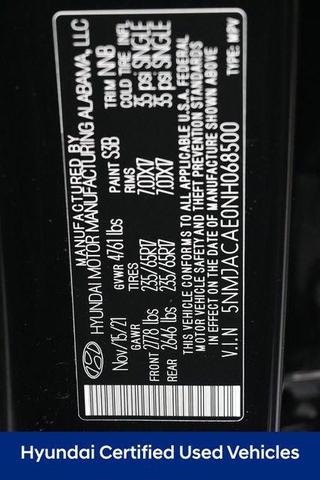 MANUFACTURED BY
HYUNDAI MOTOR MANUFACTURING ALABAMA, LLC
Nov/15/21 GVWR 4761 lbs PAINT S3B TRIM NNB
GAWR TIRES RIMS COLD TIRE INFL
FRONT 2778 lbs 235/65R17 7.0JX17 35 psi SINGLE
REAR 2646 lbs 235/65R17 7.0JX17 35 psi SINGLE
THIS VEHICLE CONFORMS TO ALL APPLICABLE U.S.A. FEDERAL
MOTOR VEHICLE SAFETY AND THEFT PREVENTION STANDARDS
IN EFFECT ON THE DATE OF MANUFACTURE SHOWN ABOVE
V.I.N 5NMJACAE0NH068500 TYPE: MPV
Hyundai Certified Used Vehicles